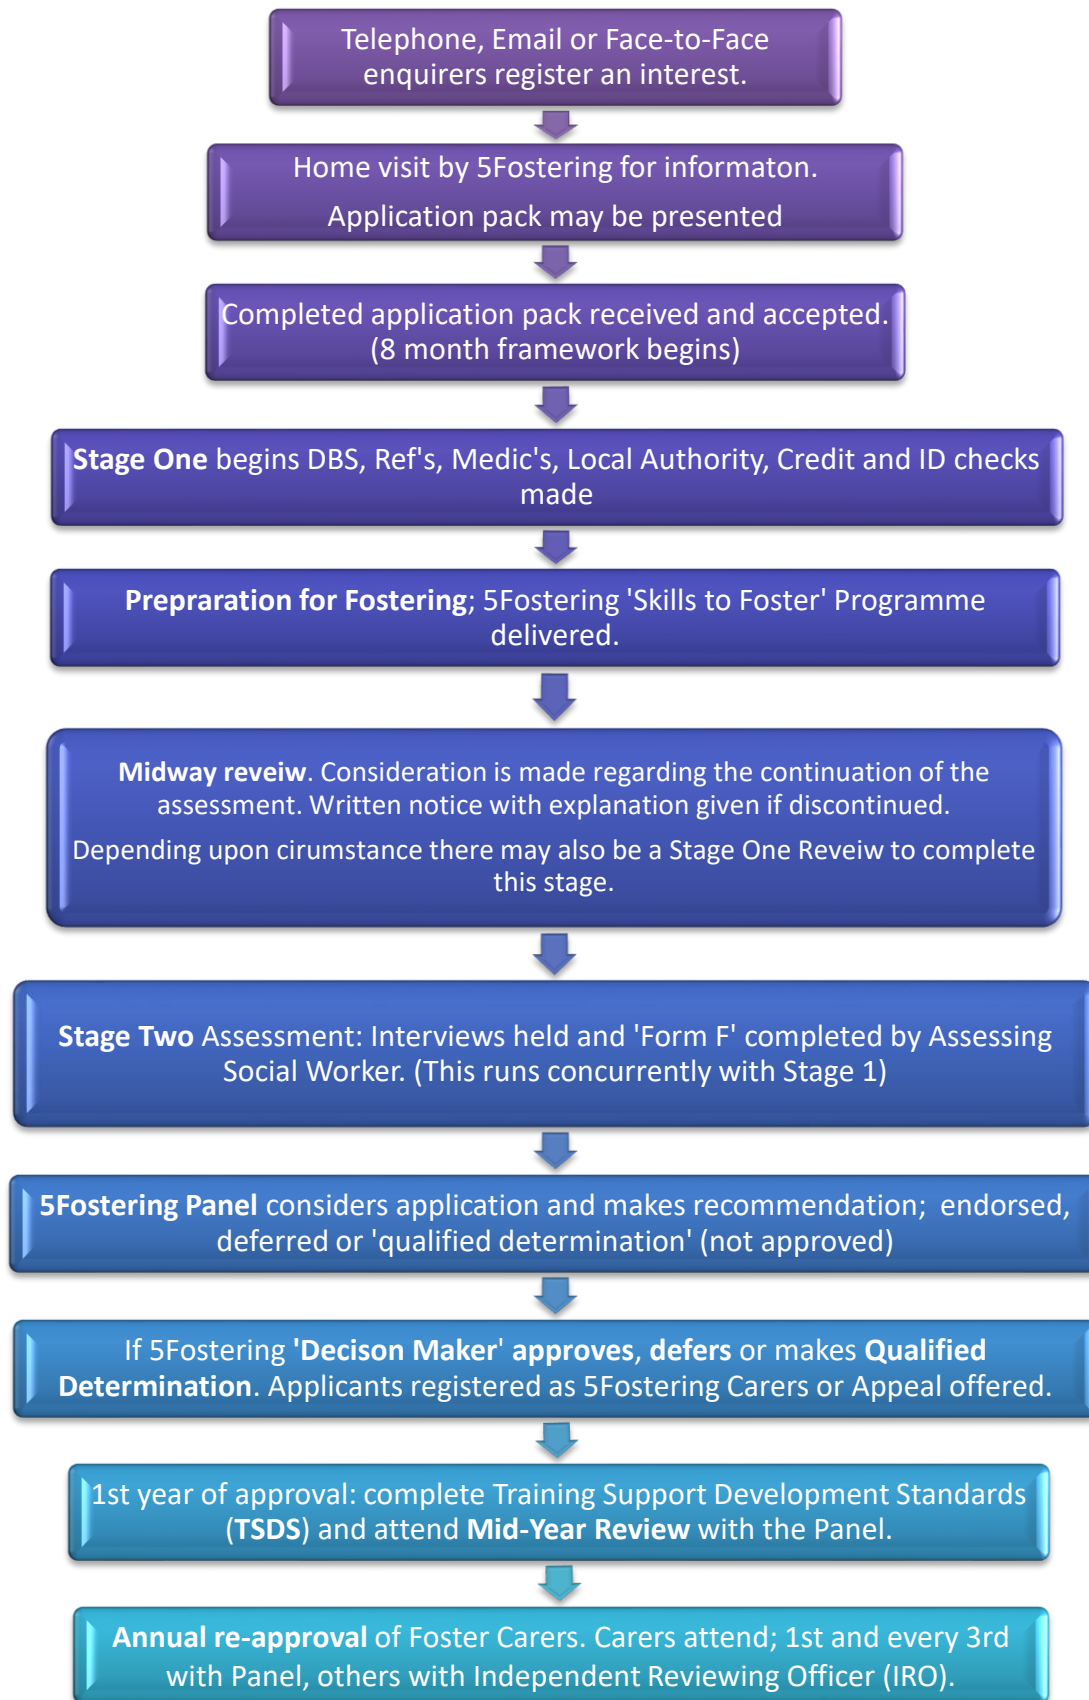 Telephone, Email or Face-to-Face
enquirers register an interest.
Home visit by 5Fostering for informaton.
Application pack may be presented
Completed application pack received and accepted.
(8 month framework begins)
Stage One begins DBS, Ref's, Medic's, Local Authority, Credit and ID checks
made
Prepraration for Fostering; 5Fostering 'Skills to Foster' Programme
delivered.
Midway reveiw. Consideration is made regarding the continuation of the
assessment. Written notice with explanation given if discontinued.
Depending upon cirumstance there may also be a Stage One Reveiw to complete
this stage.
Stage Two Assessment: Interviews held and 'Form F' completed by Assessing
Social Worker. (This runs concurrently with Stage 1)
5Fostering Panel considers application and makes recommendation; endorsed,
deferred or 'qualified determination' (not approved)
If 5Fostering 'Decison Maker' approves, defers or makes Qualified
Determination. Applicants registered as 5Fostering Carers or Appeal offered.
1st year of approval: complete Training Support Development Standards
(TSDS) and attend Mid-Year Review with the Panel.
Annual re-approval of Foster Carers. Carers attend; 1st and every 3rd
with Panel, others with Independent Reviewing Officer (IRO).